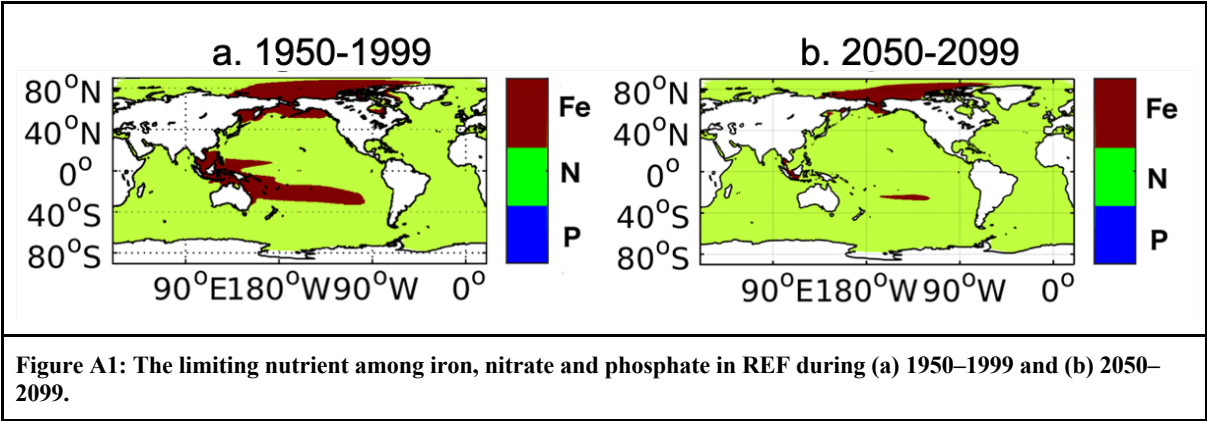 a. 1950-1999
b. 2050-2099
80°N
40°N
0°
40°S
80°S
90°E180°W90°W 0°
Fe
N
P
80°N
40°N
0°
40°S
80°S
90°E180°W90°W 0°
Fe
N
P
Figure A1: The limiting nutrient among iron, nitrate and phosphate in REF during (a) 1950–1999 and (b) 2050–
2099.